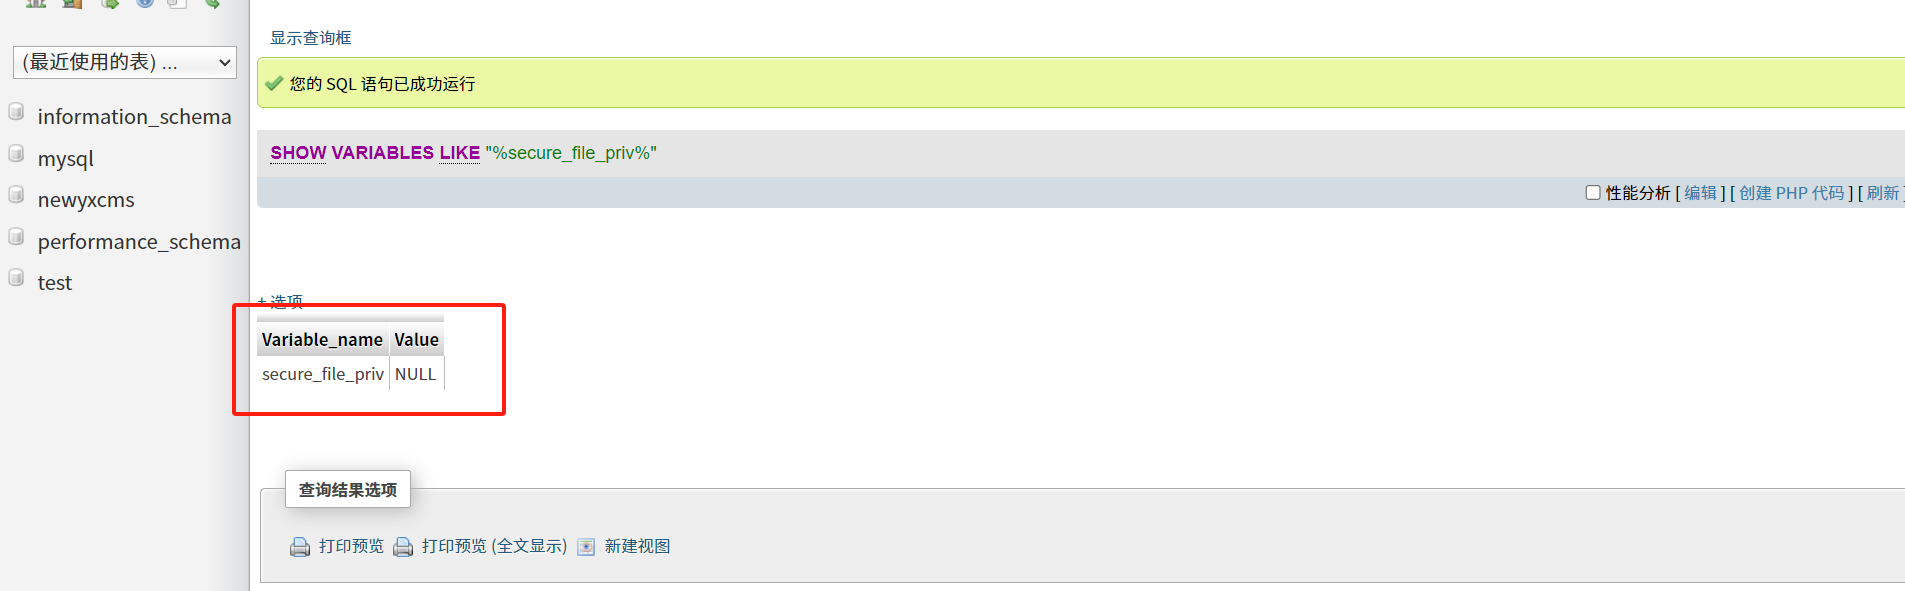 (最近使用的表) ...
information_schema
mysql
newyxcms
performance_schema
test
显示查询框
您的 SQL 语句已成功运行
SHOW VARIABLES LIKE "%secure_file_priv%"
性能分析 [ 编辑 ] [ 创建 PHP 代码 ] [ 刷新 ]
+ 选项
Variable_name Value
secure_file_priv NULL
查询结果选项
打印预览 打印预览 (全文显示) 新建视图